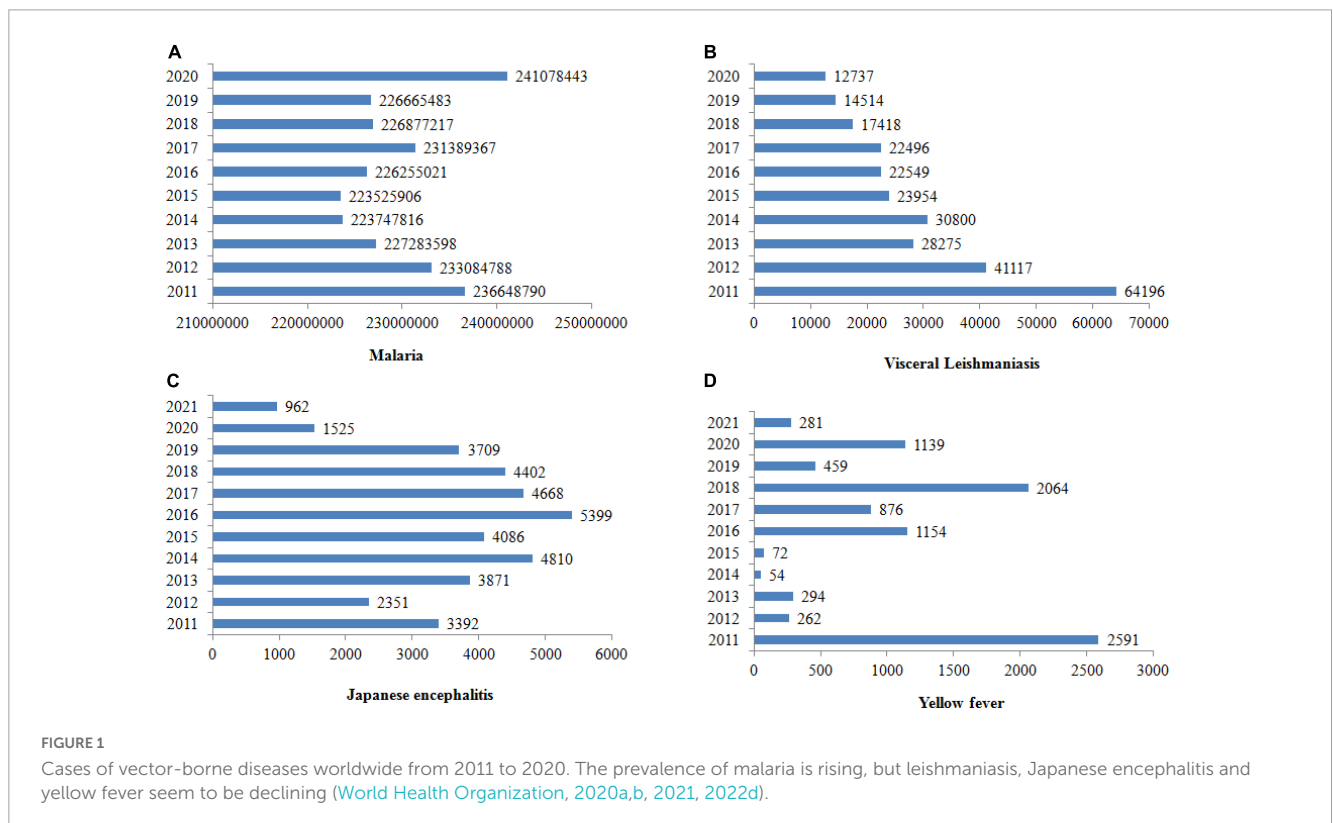 A
2020 241078443
2019 226665483
2018 226877217
2017 231389367
2016 226255021
2015 223525906
2014 223747816
2013 227283598
2012 233084788
2011 236648790
210000000 220000000 230000000 240000000 250000000
Malaria
B
2020 12737
2019 14514
2018 17418
2017 22496
2016 22549
2015 23954
2014 30800
2013 28275
2012 41117
2011 64196
0 10000 20000 30000 40000 50000 60000 70000
Visceral Leishmaniasis
C
2021 962
2020 1525
2019 3709
2018 4402
2017 4668
2016 5399
2015 4086
2014 4810
2013 3871
2012 2351
2011 3392
0 1000 2000 3000 4000 5000 6000
Japanese encephalitis
D
2021 281
2020 1139
2019 459
2018 2064
2017 876
2016 1154
2015 72
2014 54
2013 294
2012 262
2011 2591
0 500 1000 1500 2000 2500 3000
Yellow fever
FIGURE 1
Cases of vector-borne diseases worldwide from 2011 to 2020. The prevalence of malaria is rising, but leishmaniasis, Japanese encephalitis and
yellow fever seem to be declining (World Health Organization, 2020a,b, 2021, 2022d).